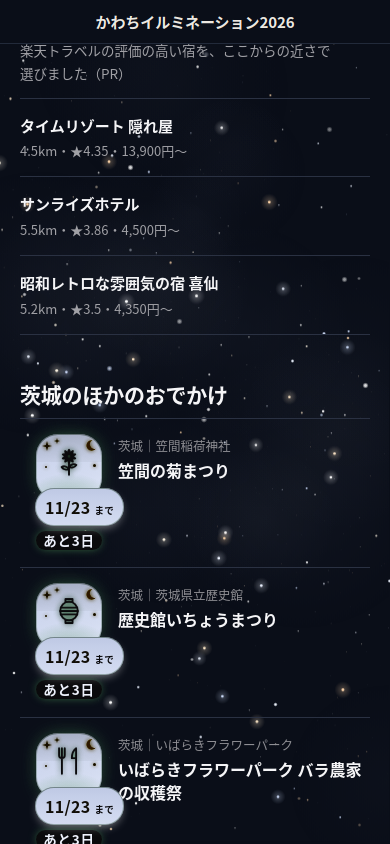 かわちイルミネーション2026
楽天トラベルの評価の高い宿を、ここからの近さで
選びました（PR）
タイムリゾート 隠れ屋
4.5km・★4.35・13,900円〜
サンライズホテル
5.5km・★3.86・4,500円〜
昭和レトロな雰囲気の宿 喜仙
5.2km・★3.5・4,350円〜
茨城のほかのおでかけ
茨城｜笠間稲荷神社
笠間の菊まつり
11/23 まで
あと3日
茨城｜茨城県立歴史館
歴史館いちょうまつり
11/23 まで
あと3日
茨城｜いばらきフラワーパーク
いばらきフラワーパーク バラ農家
の収穫祭
11/23 まで
あと3日